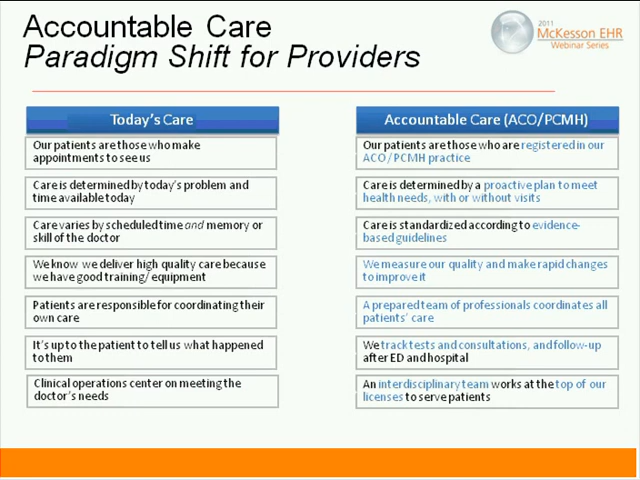 Accountable Care
Paradigm Shift for Providers
2011
McKesson EHR
Webinar Series
Today's Care
Our patients are those who make
appointments to see us
Care is determined by today's problem and
time available today
Care varies by scheduled time and memory or
skill of the doctor
We know we deliver high quality care because
we have good training/ equipment
Patients are responsible for coordinating their
own care
It's up to the patient to tell us what happened
to them
Clinical operations center on meeting the
doctor's needs
Accountable Care (ACO/PCMH)
Our patients are those who are registered in our
ACO/ PCMH practice
Care is determined by a proactive plan to meet
health needs, with or without visits
Care is standardized according to evidence-
based guidelines
We measure our quality and make rapid changes
to improve it
A prepared team of professionals coordinates all
patients' care
We track tests and consultations, and follow-up
after ED and hospital
An interdisciplinary team works at the top of our
licenses to serve patients